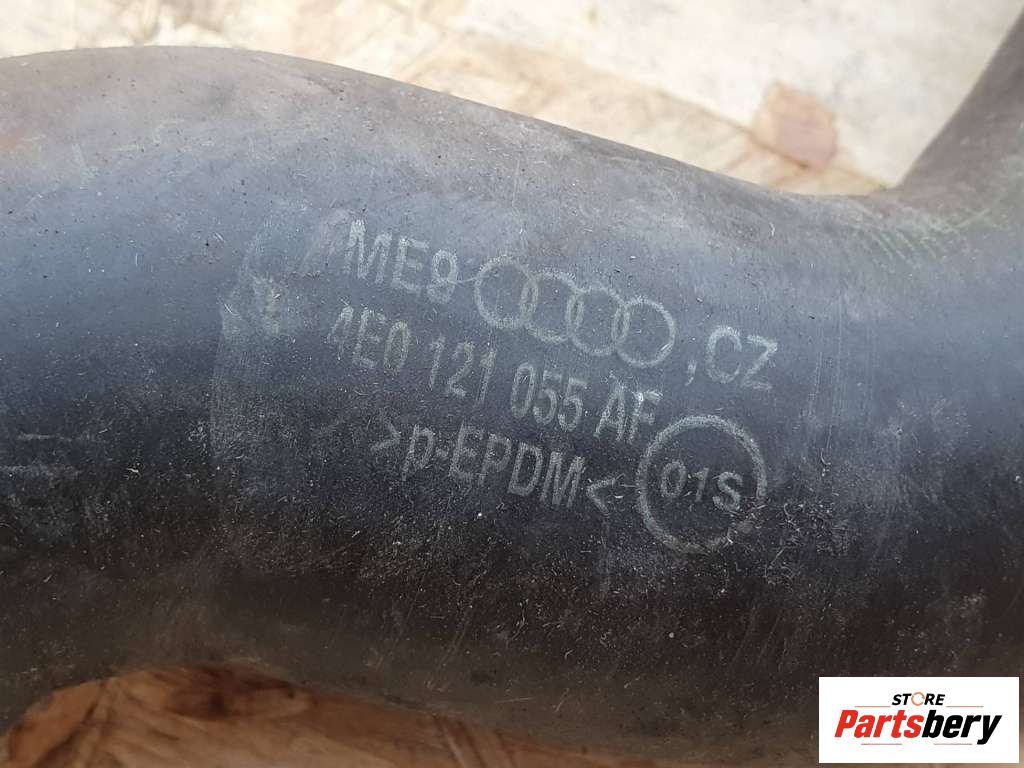 ME9 ,CZ
4E0 121 055 AF
>p-EPDM<
01S
STORE
Partsbery